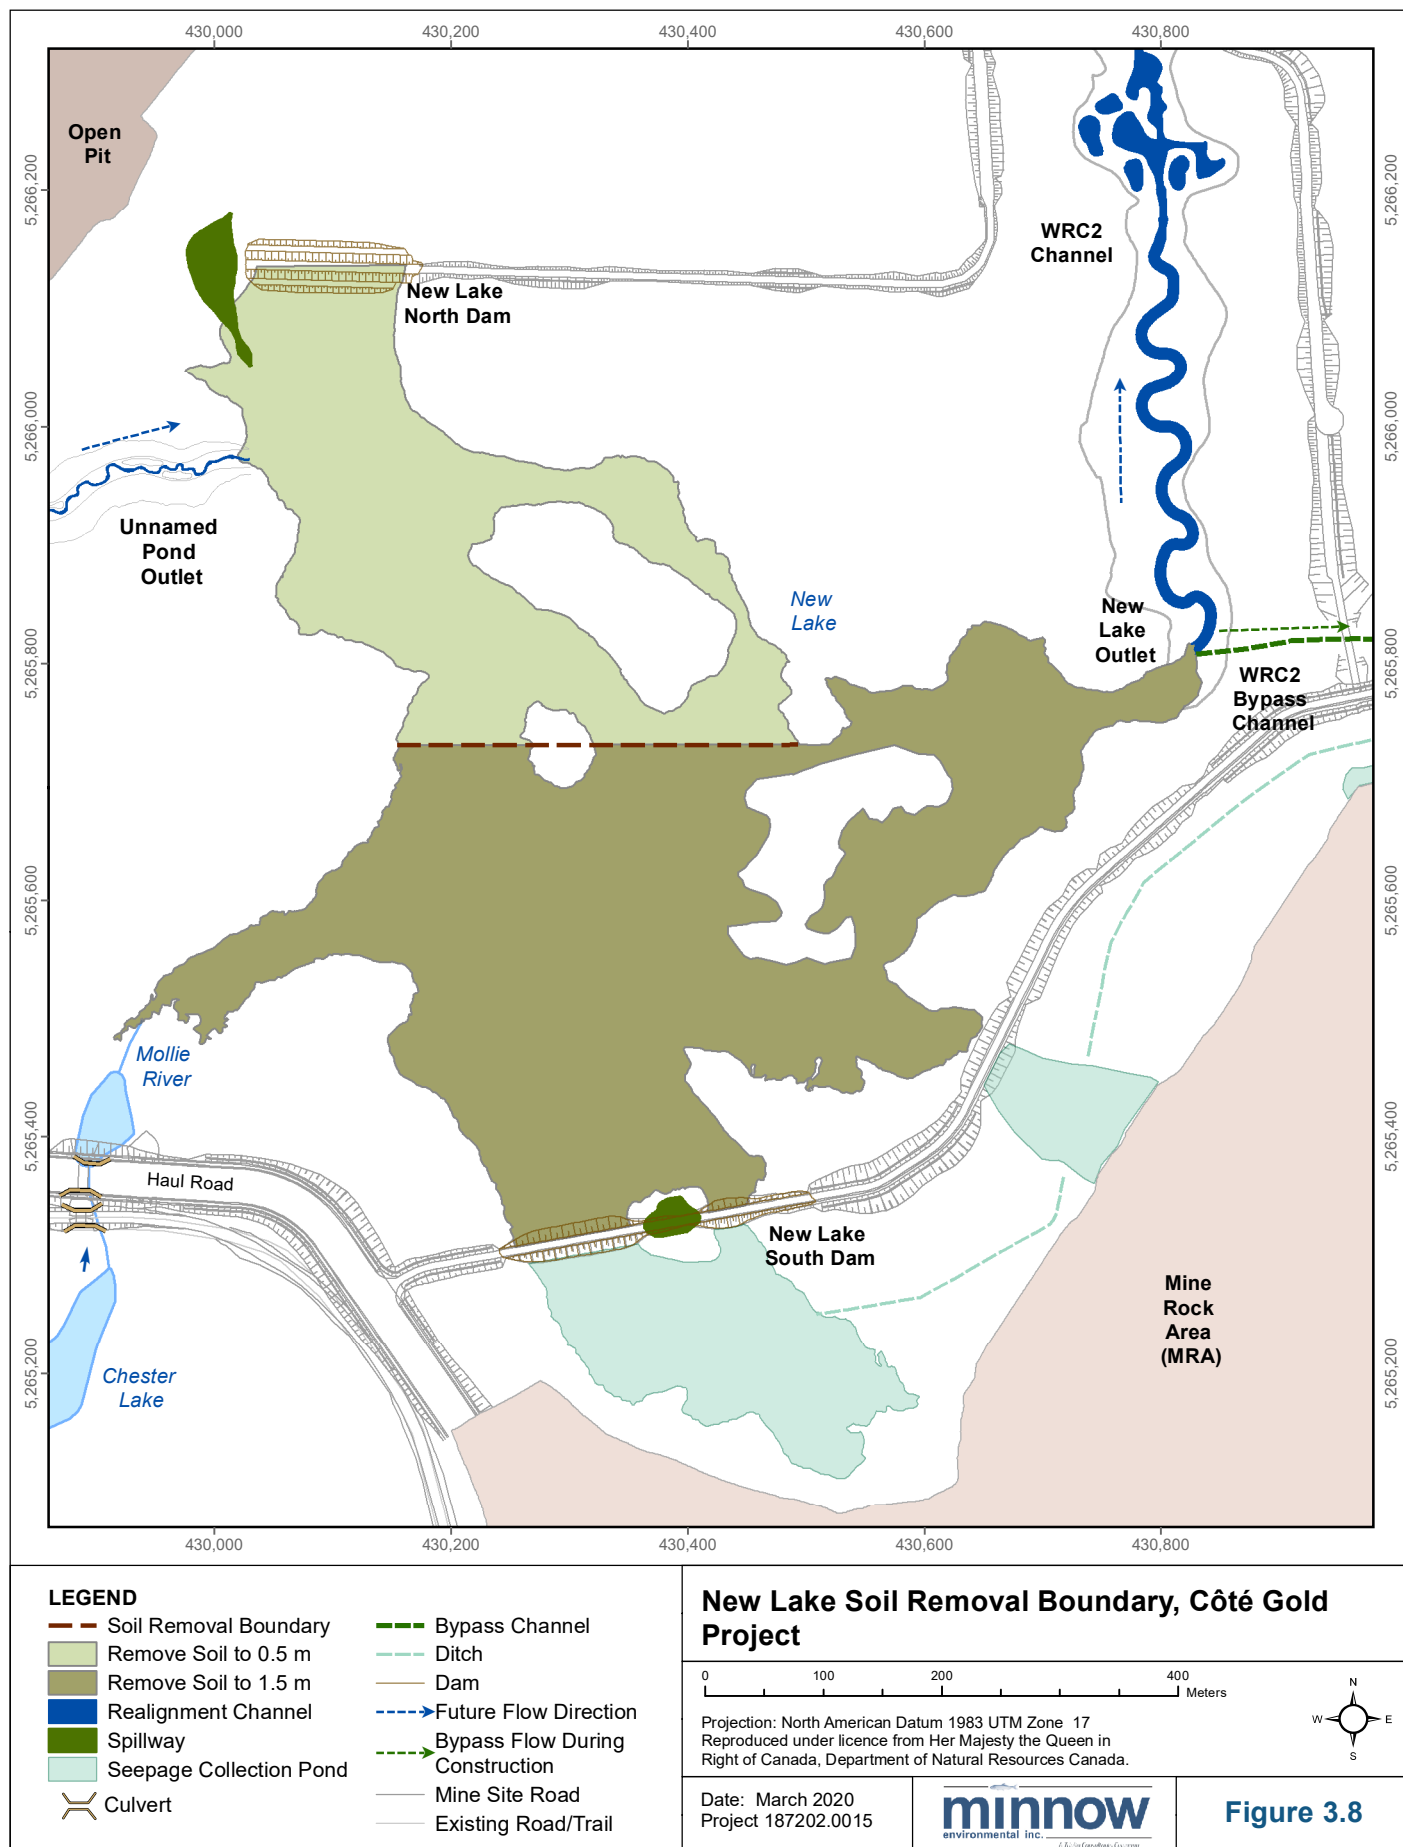 430,000
430,200
430,400
430,600
430,800
5,266,200
5,266,000
5,265,800
5,265,600
5,265,400
5,265,200
5,266,200
5,266,000
5,265,800
5,265,600
5,265,400
5,265,200
Open
Pit
WRC2
Channel
New Lake
North Dam
Unnamed
Pond
Outlet
New
Lake
New
Lake
Outlet
WRC2
Bypass
Channel
Mollie
River
Haul Road
New Lake
South Dam
Mine
Rock
Area
(MRA)
Chester
Lake
430,000
430,200
430,400
430,600
430,800
LEGEND
Soil Removal Boundary
Remove Soil to 0.5 m
Remove Soil to 1.5 m
Realignment Channel
Spillway
Seepage Collection Pond
Culvert
Bypass Channel
Ditch
Dam
Future Flow Direction
Bypass Flow During
Construction
Mine Site Road
Existing Road/Trail
New Lake Soil Removal Boundary, Côté Gold
Project
0 100 200 400
Meters
Projection: North American Datum 1983 UTM Zone 17
Reproduced under licence from Her Majesty the Queen in
Right of Canada, Department of Natural Resources Canada.
N
W E
S
Date: March 2020
Project 187202.0015
minnow
environmental inc.
Figure 3.8